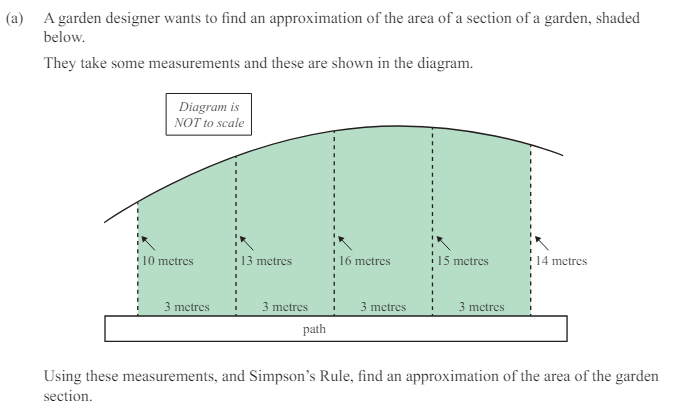 (a) A garden designer wants to find an approximation of the area of a section of a garden, shaded
below.
They take some measurements and these are shown in the diagram.
Diagram is
NOT to scale
10 metres 13 metres 16 metres 15 metres 14 metres
3 metres 3 metres 3 metres 3 metres
path
Using these measurements, and Simpson's Rule, find an approximation of the area of the garden
section.